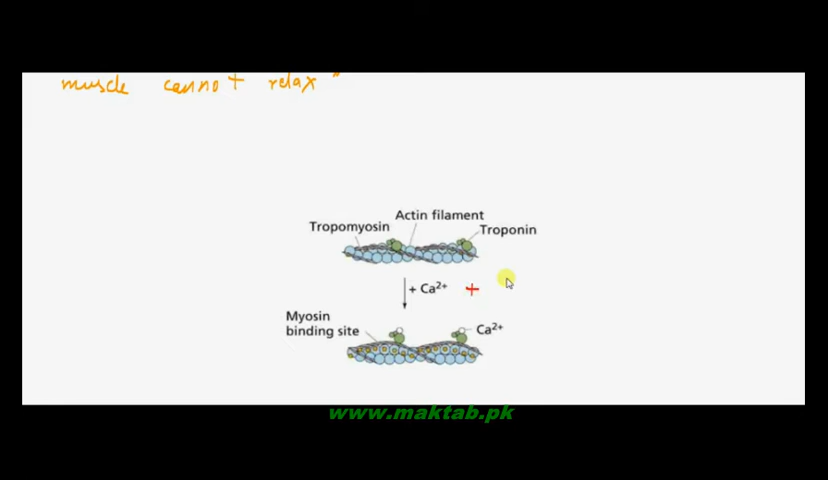 muscle cannot relax "
Actin filament
Tropomyosin
Troponin
+ Ca²⁺ +
Myosin
binding site
Ca²⁺
www.maktab.pk